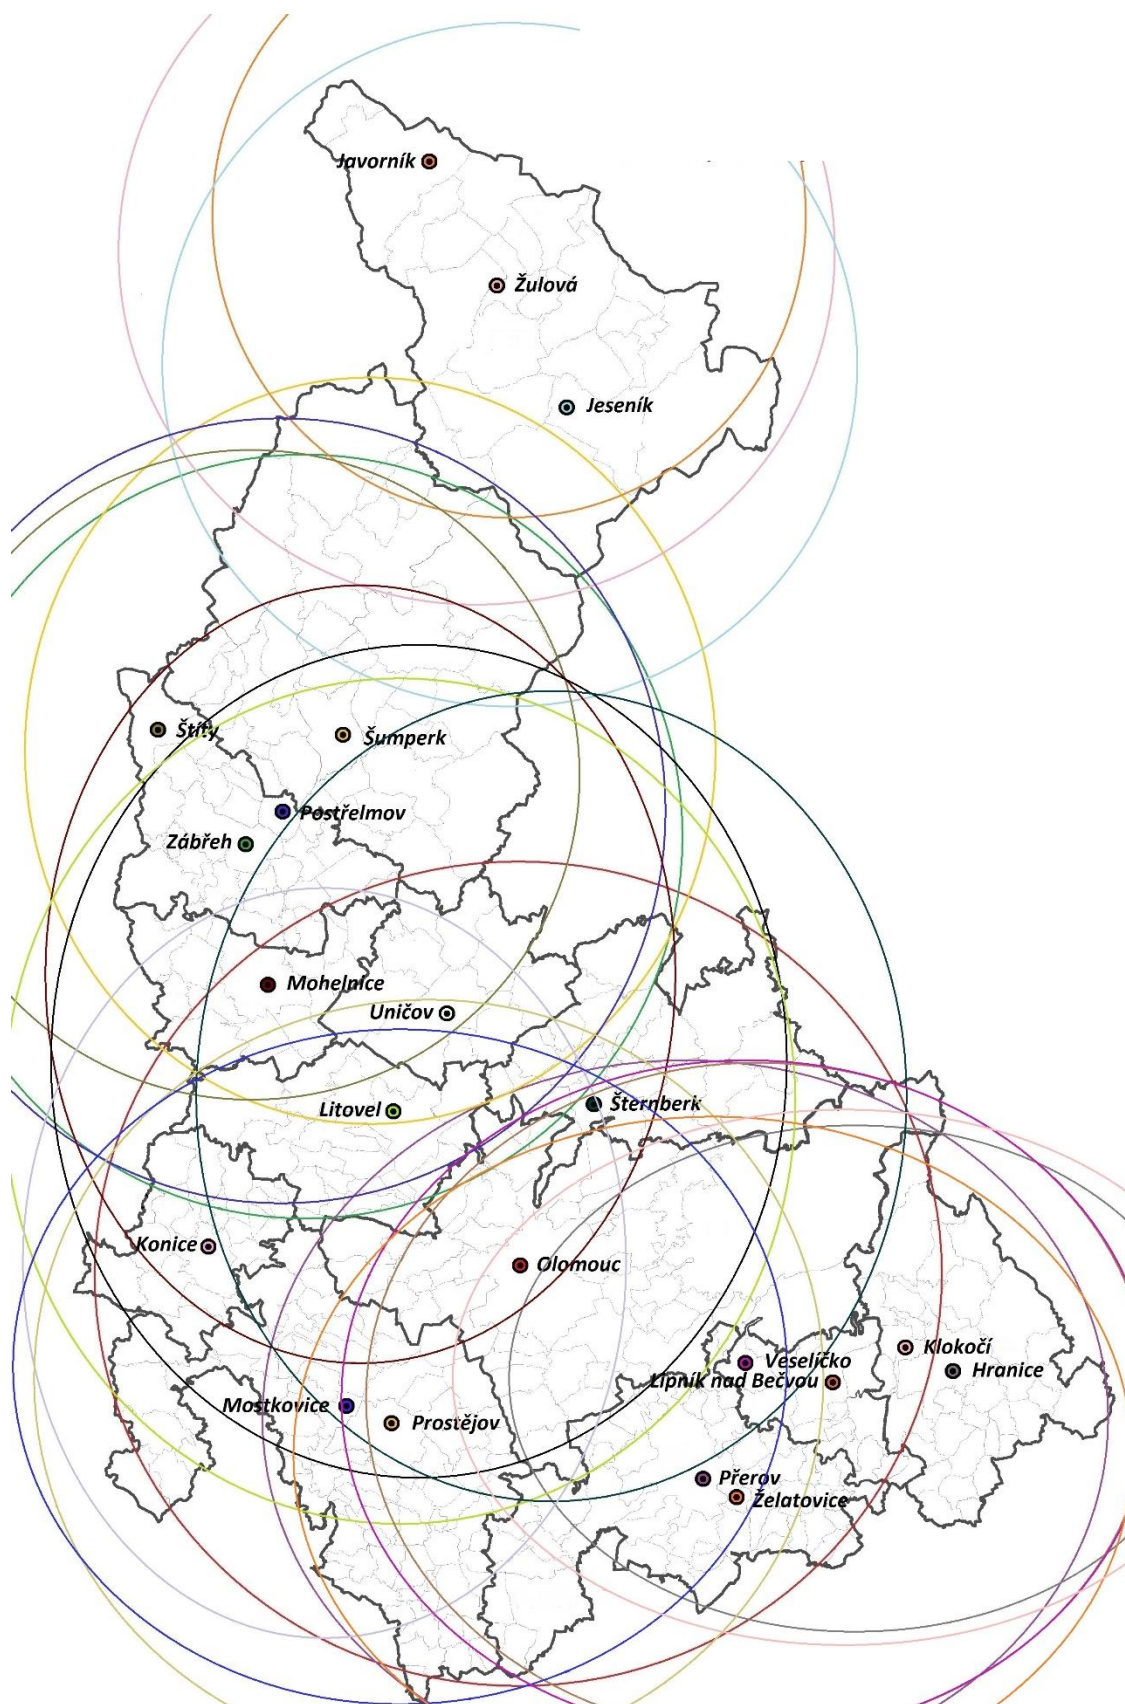 Javorník
Žulová
Jeseník
Štíty
Šumperk
Postřelmov
Zábřeh
Mohelnice
Uničov
Litovel
Šternberk
Konice
Olomouc
Klokočí
Veselíčko
Hranice
Lipník nad Bečvou
Mostkovice
Prostějov
Přerov
Želatovice